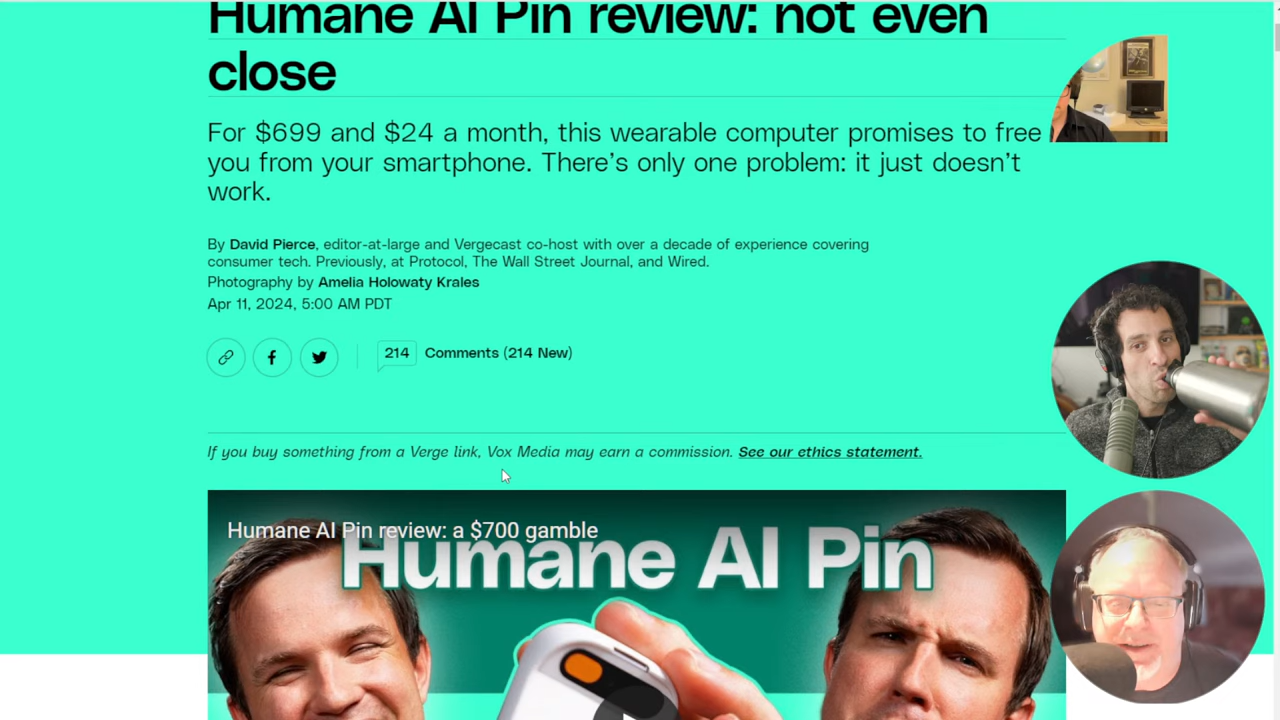 Humane AI Pin review: not even
close
For $699 and $24 a month, this wearable computer promises to free
you from your smartphone. There's only one problem: it just doesn't
work.
By David Pierce, editor-at-large and Vergecast co-host with over a decade of experience covering
consumer tech. Previously, at Protocol, The Wall Street Journal, and Wired.
Photography by Amelia Holowaty Krales
Apr 11, 2024, 5:00 AM PDT
214 Comments (214 New)
If you buy something from a Verge link, Vox Media may earn a commission. See our ethics statement.
Humane AI Pin review: a $700 gamble
Humane AI Pin